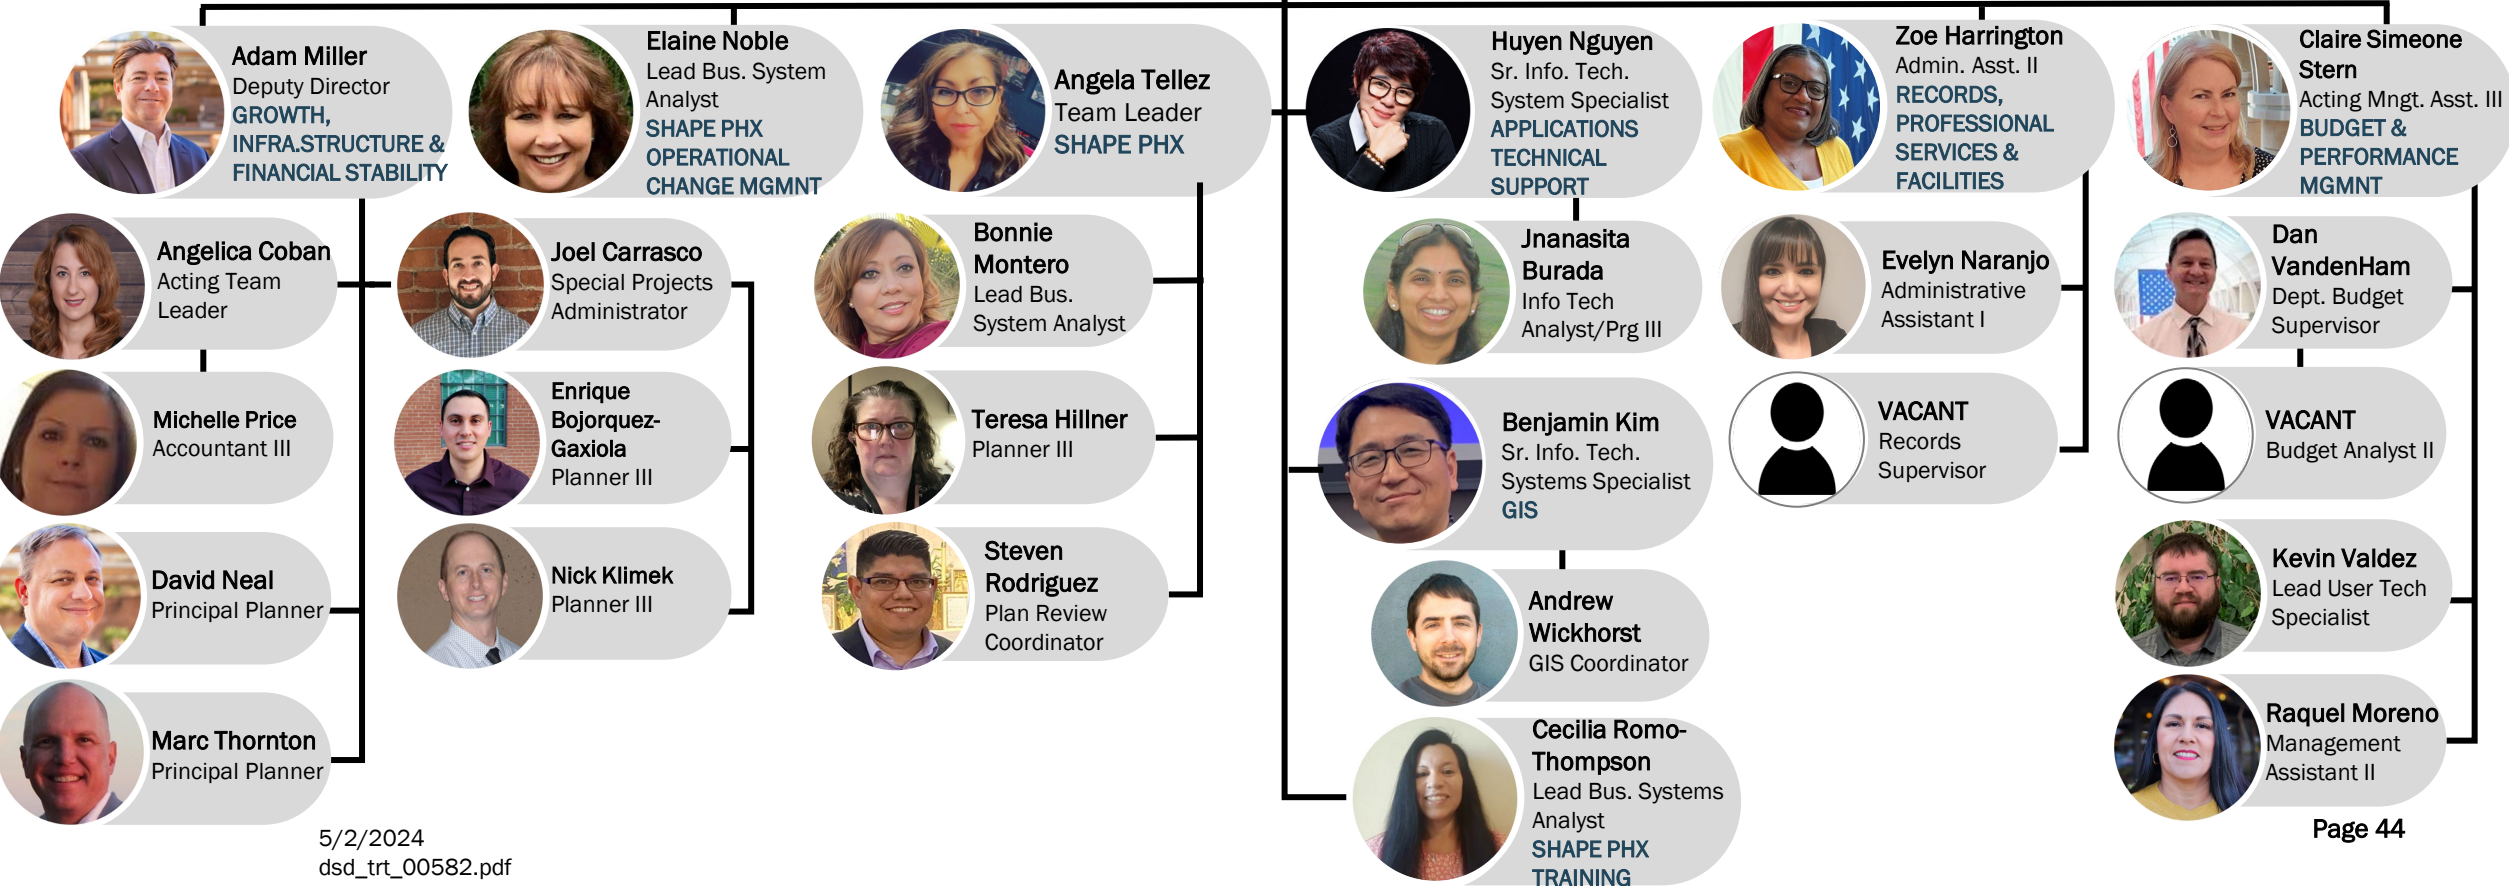 Adam Miller
Deputy Director
GROWTH,
INFRA.STRUCTURE &
FINANCIAL STABILITY
Elaine Noble
Lead Bus. System
Analyst
SHAPE PHX
OPERATIONAL
CHANGE MGMNT
Angela Tellez
Team Leader
SHAPE PHX
Huyen Nguyen
Sr. Info. Tech.
System Specialist
APPLICATIONS
TECHNICAL
SUPPORT
Zoe Harrington
Admin. Asst. II
RECORDS,
PROFESSIONAL
SERVICES &
FACILITIES
Claire Simeone
Stern
Acting Mngt. Asst. III
BUDGET &
PERFORMANCE
MGMNT
Angelica Coban
Acting Team
Leader
Joel Carrasco
Special Projects
Administrator
Bonnie
Montero
Lead Bus.
System Analyst
Jnanasita
Burada
Info Tech
Analyst/Prg III
Evelyn Naranjo
Administrative
Assistant I
Dan
VandenHam
Dept. Budget
Supervisor
Michelle Price
Accountant III
Enrique
Bojorquez-
Gaxiola
Planner III
Teresa Hillner
Planner III
Benjamin Kim
Sr. Info. Tech.
Systems Specialist
GIS
VACANT
Records
Supervisor
VACANT
Budget Analyst II
David Neal
Principal Planner
Nick Klimek
Planner III
Steven
Rodriguez
Plan Review
Coordinator
Andrew
Wickhorst
GIS Coordinator
Kevin Valdez
Lead User Tech
Specialist
Marc Thornton
Principal Planner
Cecilia Romo-
Thompson
Lead Bus. Systems
Analyst
SHAPE PHX
TRAINING
Raquel Moreno
Management
Assistant II
5/2/2024
dsd_trt_00582.pdf
Page 44